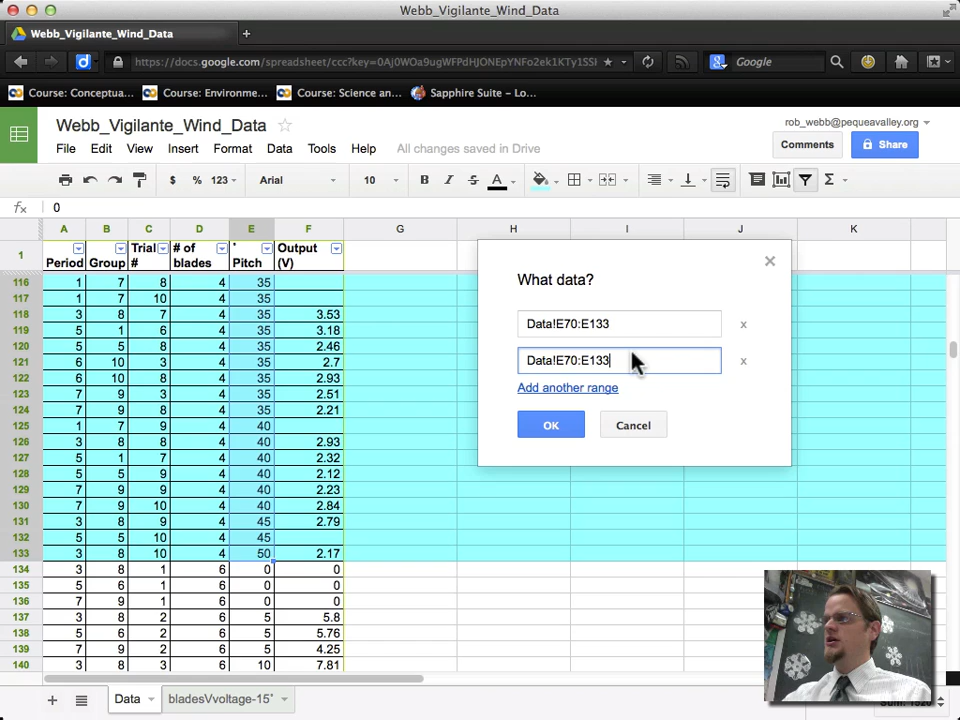 Webb_Vigilante_Wind_Data
Webb_Vigilante_Wind_Data
https://docs.google.com/spreadsheet/ccc?key=0Aj0WOa9ugWFPdHJONEpYNFo2ek1KTy1SSl
Google
Course: Conceptua...
Course: Environme...
Course: Science an...
Sapphire Suite – Lo...
Webb_Vigilante_Wind_Data
rob_webb@pequeavalley.org
File Edit View Insert Format Data Tools Help All changes saved in Drive
Comments
Share
$ % 123 Arial 10 B I S A Σ
fx 0
A B C D E F G H I J K
1 Period Group Trial # # of blades ' Pitch Output (V)
116 1 7 8 4 35
117 1 7 10 4 35
118 3 8 7 4 35 3.53
119 5 1 6 4 35 3.18
120 5 5 8 4 35 2.46
121 6 10 3 4 35 2.7
122 6 10 8 4 35 2.93
123 7 9 3 4 35 2.51
124 7 9 8 4 35 2.21
125 1 7 9 4 40
126 3 8 8 4 40 2.93
127 5 1 7 4 40 2.32
128 5 5 9 4 40 2.12
129 7 9 9 4 40 2.23
130 7 9 10 4 40 2.84
131 3 8 9 4 45 2.79
132 5 5 10 4 45
133 3 8 10 4 50 2.17
134 3 8 1 6 0 0
135 5 6 1 6 0 0
136 7 9 1 6 0 0
137 3 8 2 6 5 5.8
138 5 6 2 6 5 5.76
139 7 9 2 6 5 4.25
140 3 8 3 6 10 7.81
What data?
Data!E70:E133
x
Data!E70:E133
x
Add another range
OK
Cancel
Data
bladesVvoltage-15'